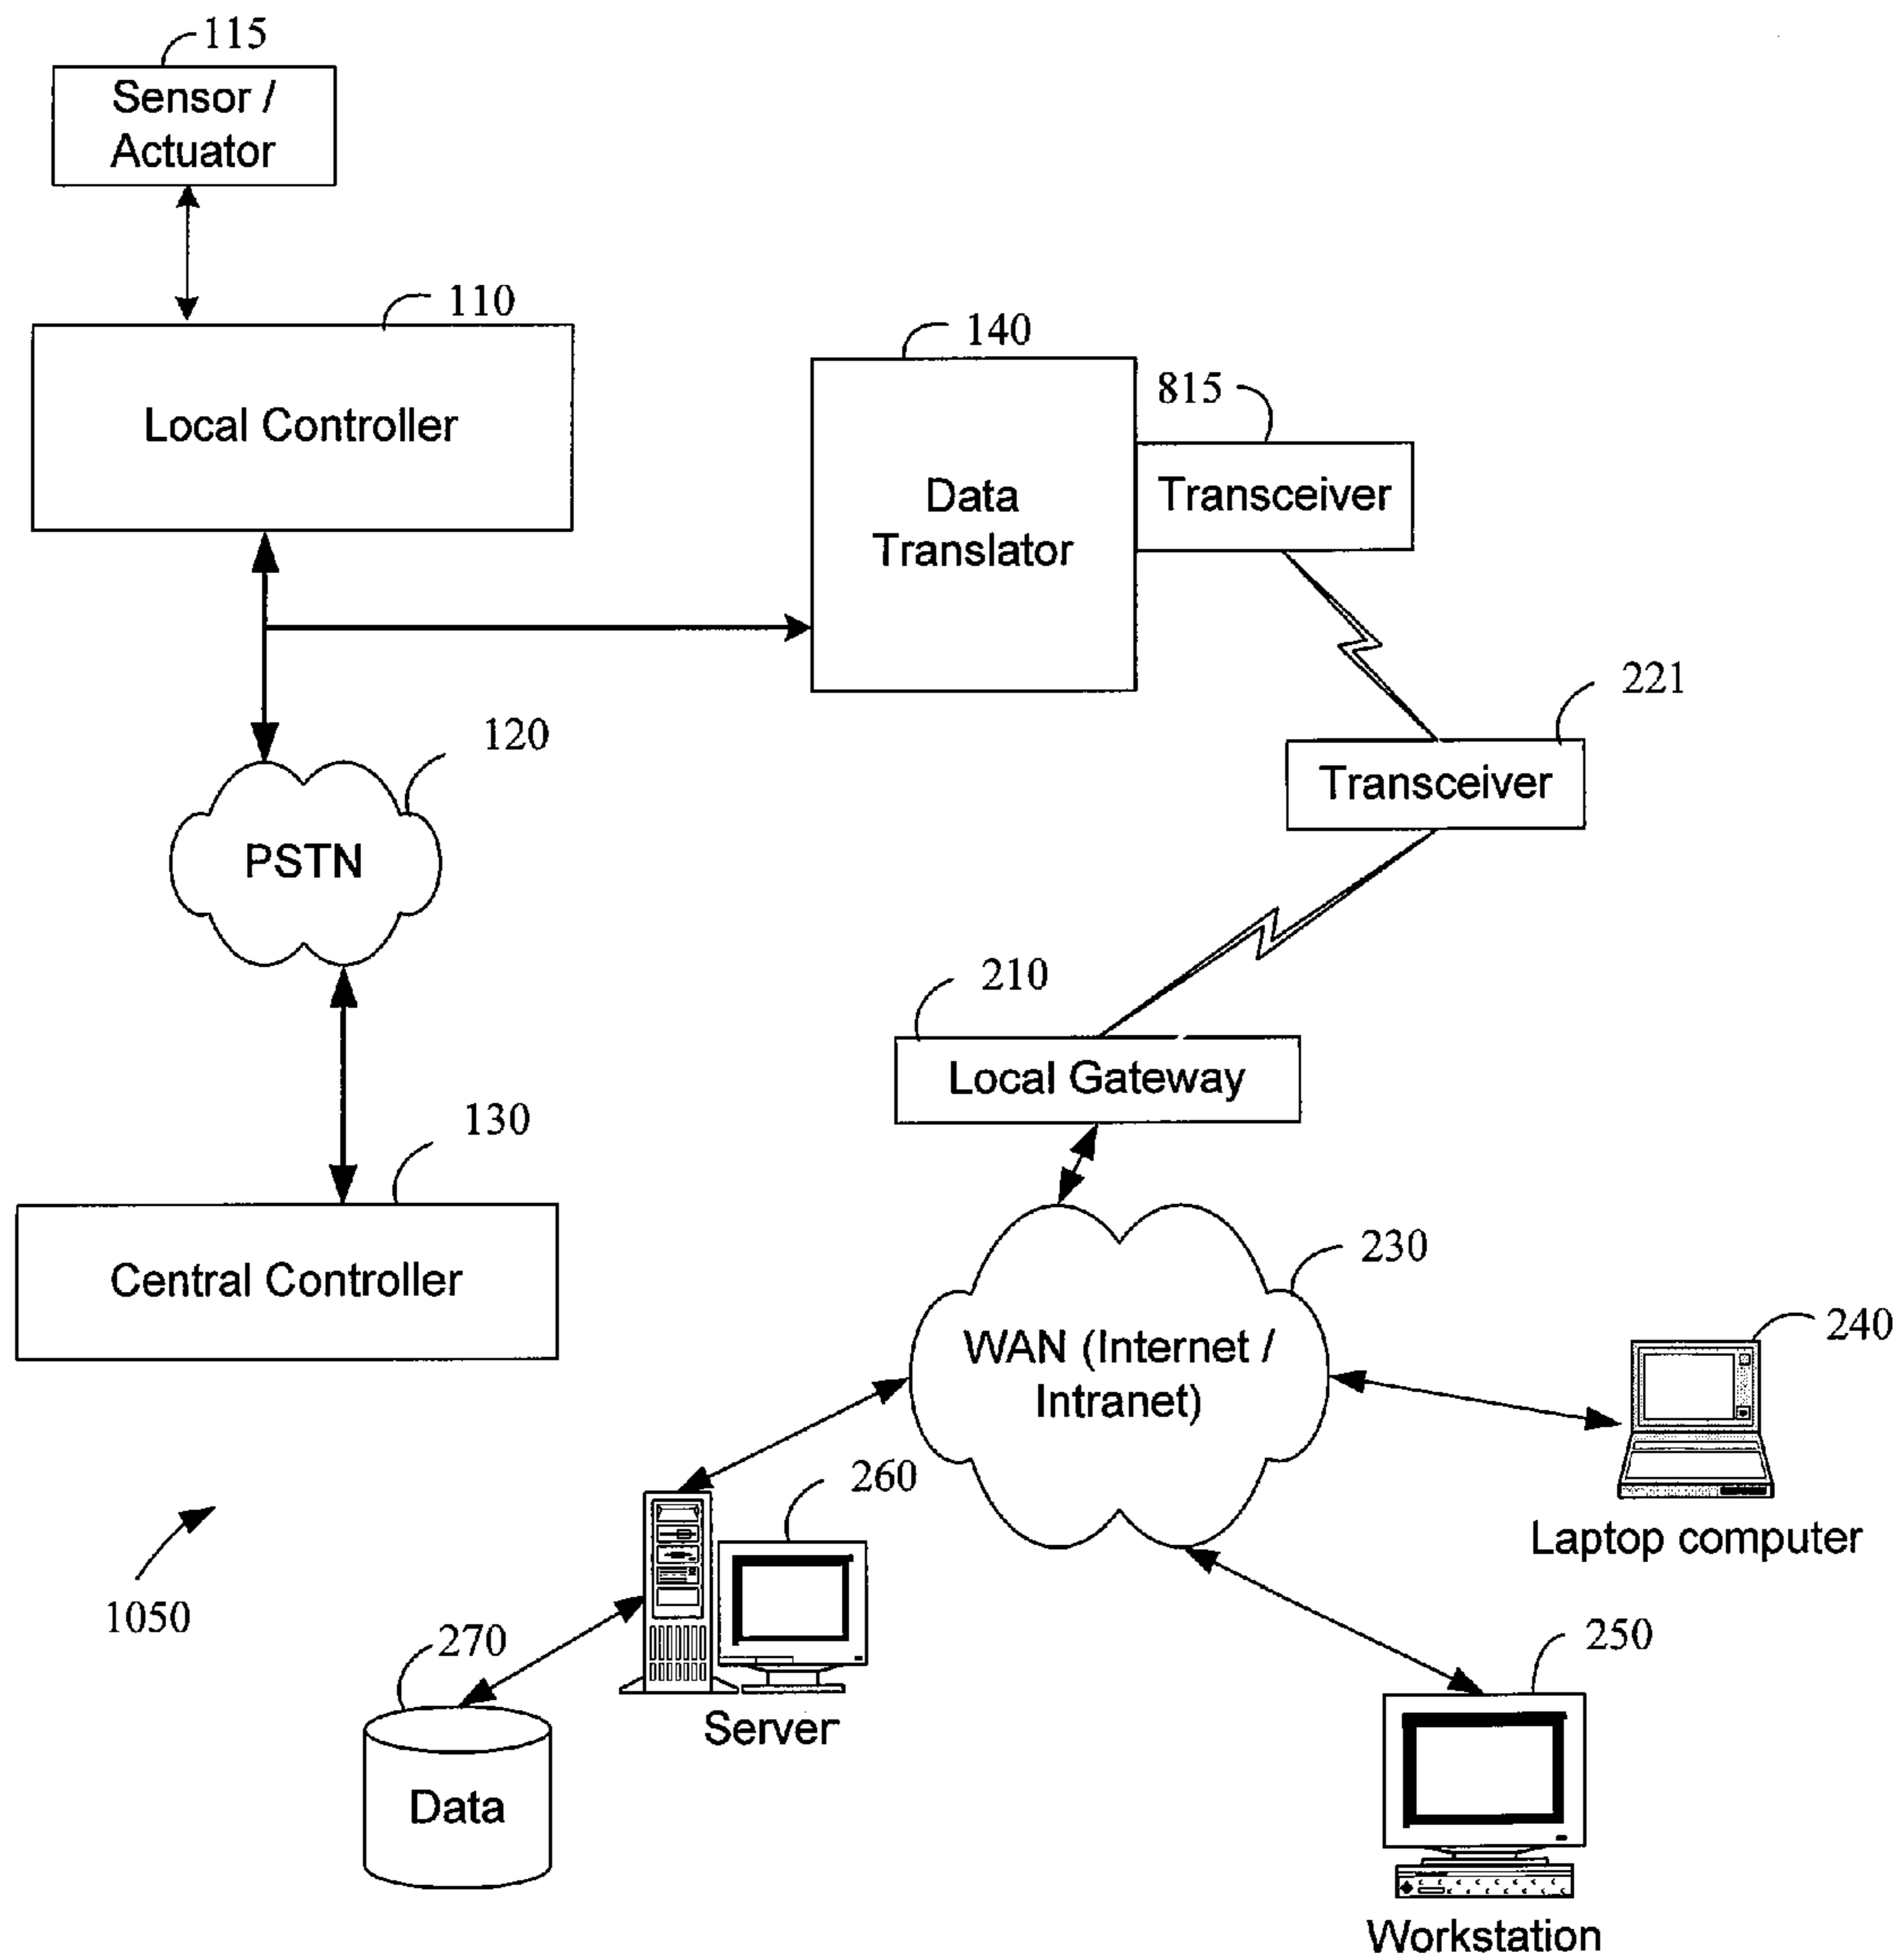 115
Sensor /
Actuator
110
Local Controller
140
Data
Translator
815
Transceiver
221
Transceiver
120
PSTN
210
Local Gateway
130
Central Controller
230
WAN (Internet /
Intranet)
240
Laptop computer
260
Server
1050
270
Data
250
Workstation